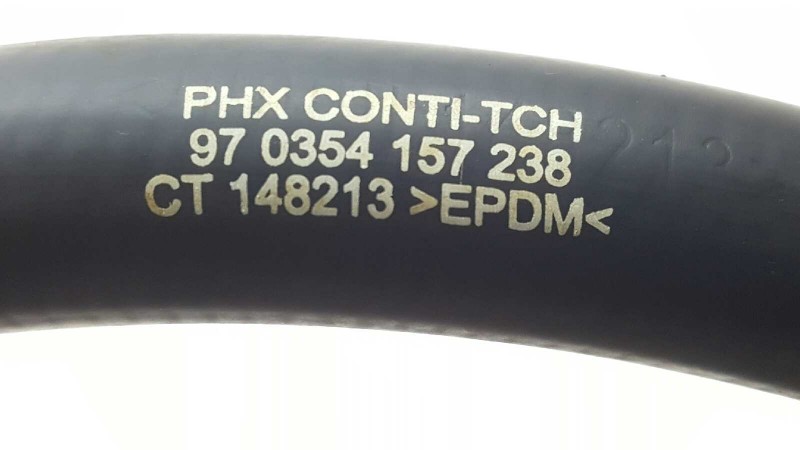 PHX CONTI-TCH
97 0354 157 238
CT 148213 >EPDM<